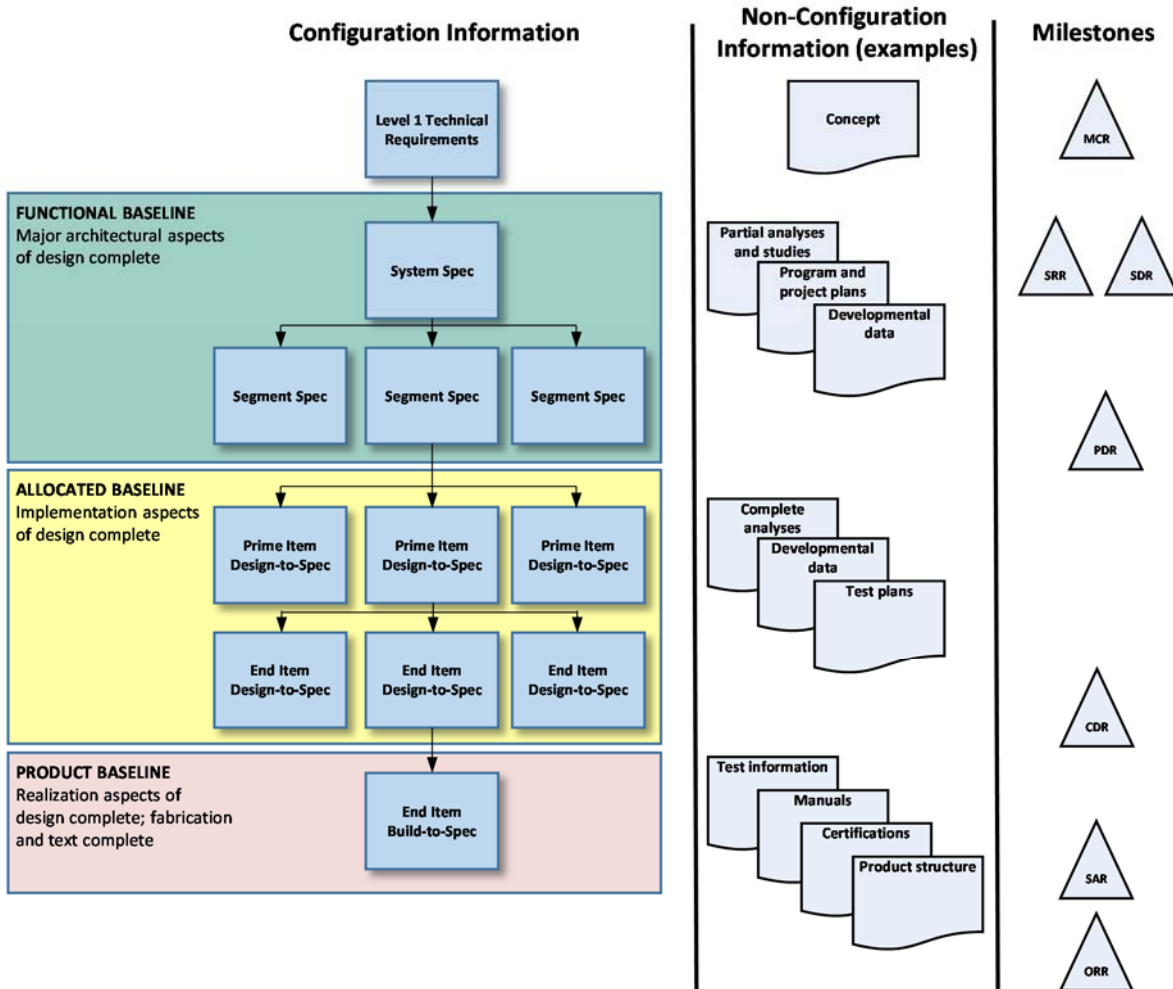 Configuration Information
Non-Configuration
Information (examples)
Milestones
Level 1 Technical
Requirements
Concept
MCR
FUNCTIONAL BASELINE
Major architectural aspects
of design complete
System Spec
Segment Spec
Segment Spec
Segment Spec
Partial analyses
and studies
Program and
project plans
Developmental
data
SRR
SDR
PDR
ALLOCATED BASELINE
Implementation aspects
of design complete
Prime Item
Design-to-Spec
Prime Item
Design-to-Spec
Prime Item
Design-to-Spec
End Item
Design-to-Spec
End Item
Design-to-Spec
End Item
Design-to-Spec
Complete
analyses
Developmental
data
Test plans
CDR
PRODUCT BASELINE
Realization aspects of
design complete; fabrication
and text complete
End Item
Build-to-Spec
Test information
Manuals
Certifications
Product structure
SAR
ORR